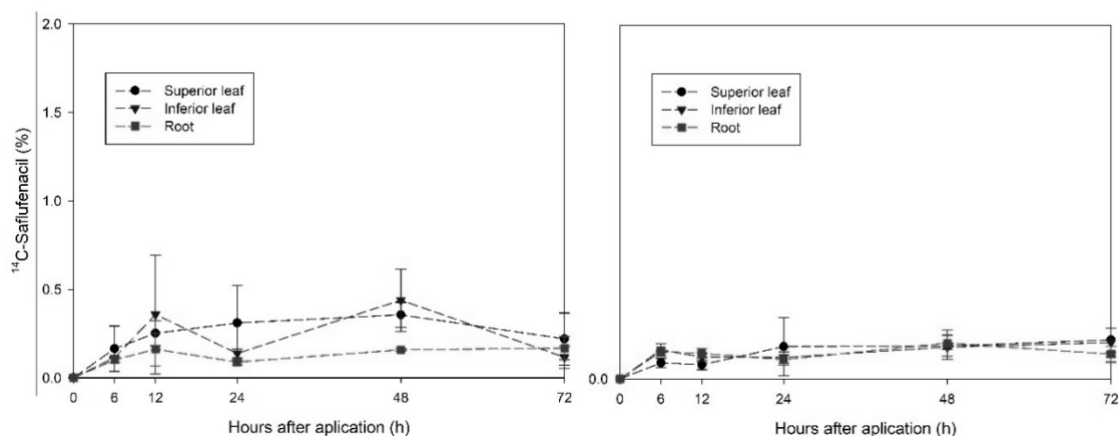 2.0
1.5
1.0
0.5
0.0
¹⁴C-Saflufenacil (%)
Superior leaf
Inferior leaf
Root
0 6 12 24 48 72
Hours after aplication (h)
Superior leaf
Inferior leaf
Root
0.0
0 6 12 24 48 72
Hours after aplication (h)